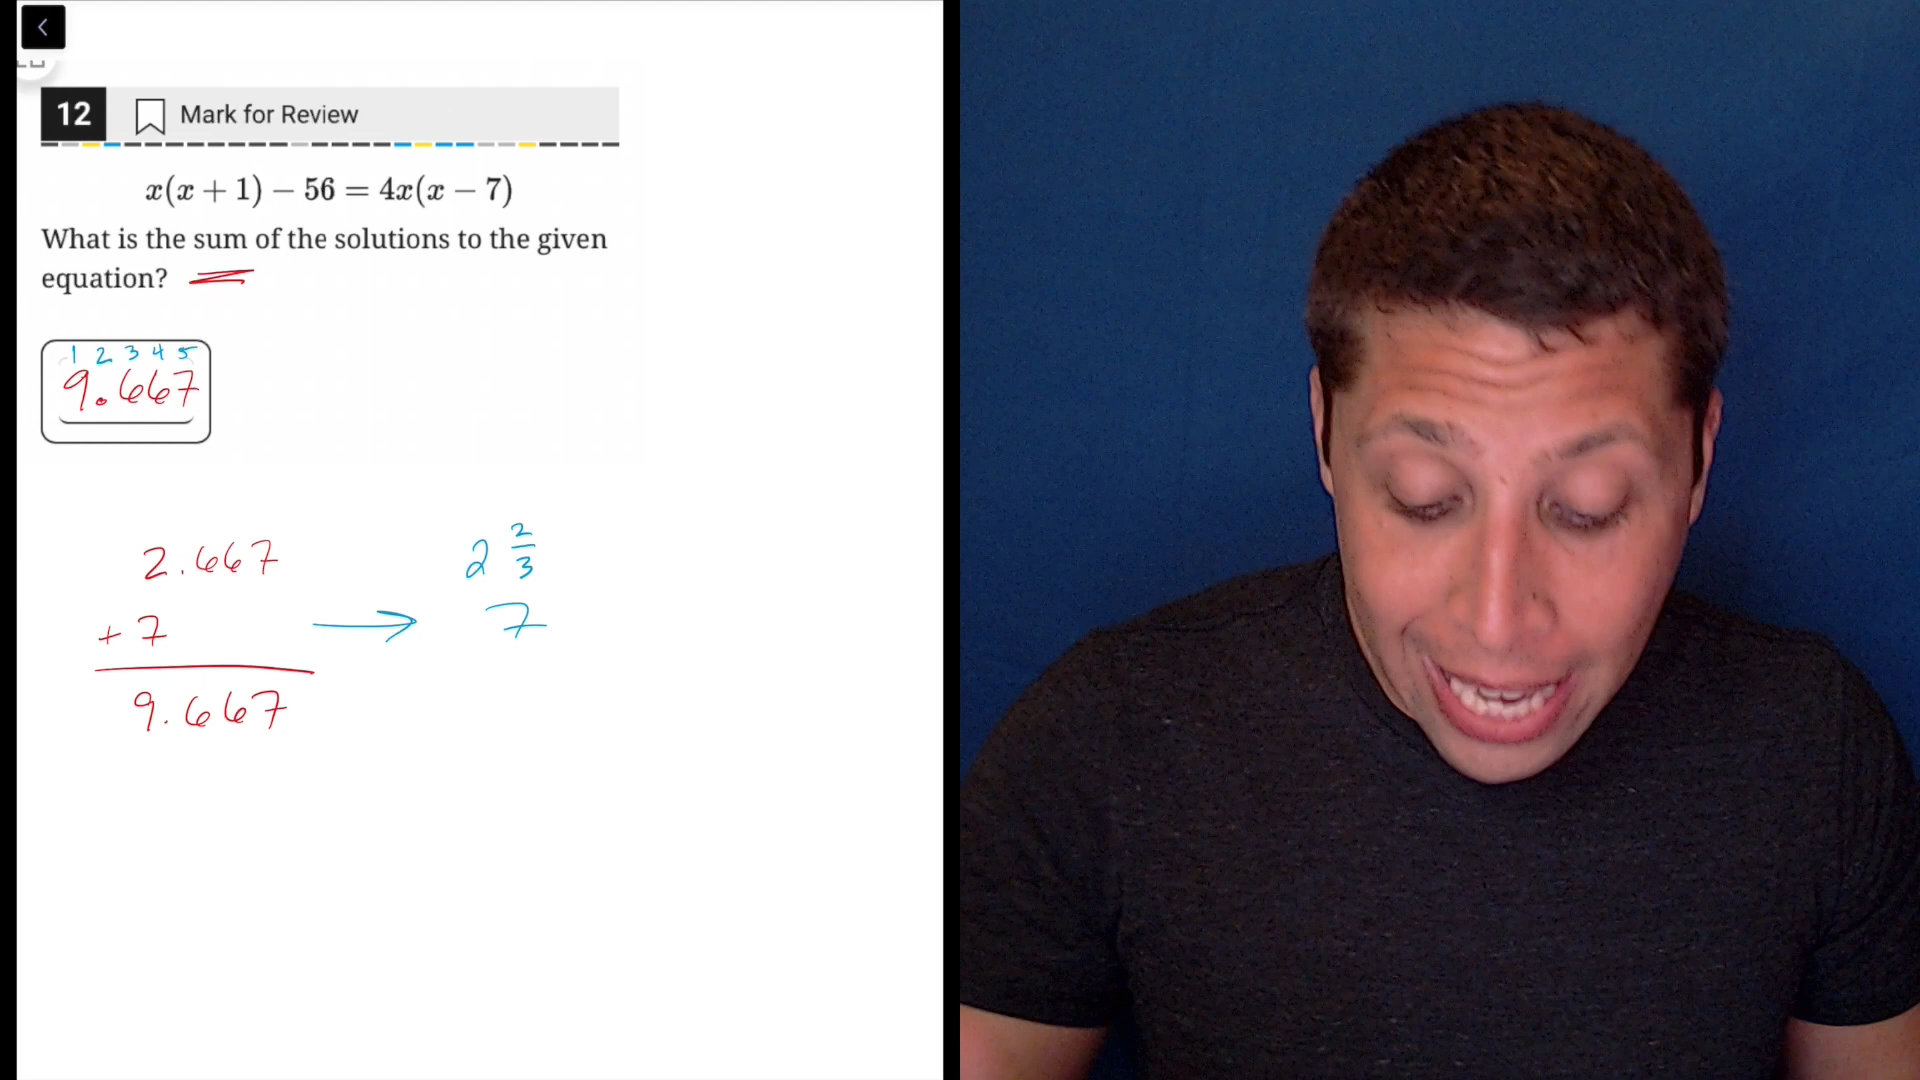 12 Mark for Review
x(x + 1) − 56 = 4x(x − 7)
What is the sum of the solutions to the given
equation?
1 2 3 4 5
9.667
2.667
+ 7
9.667
2 2/3
7